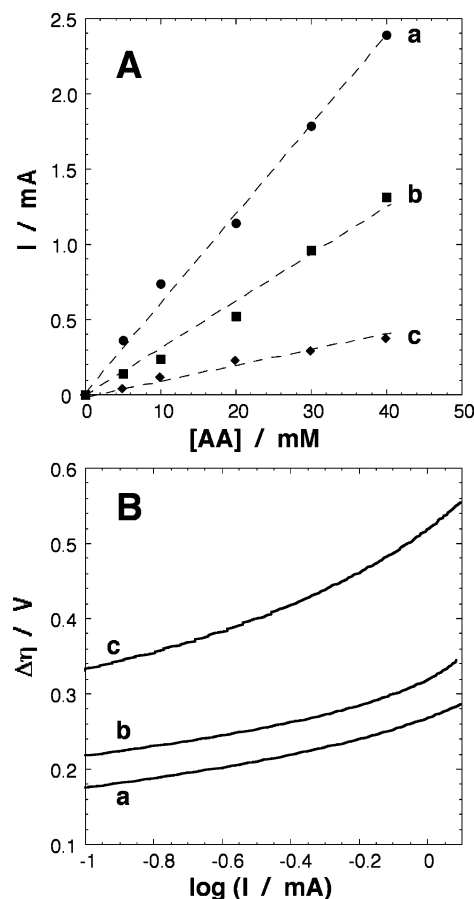 A
I / mA
2.5
2.0
1.5
1.0
0.5
0
a
b
c
0 10 20 30 40 50
[AA] / mM
B
Δη / V
0.6
0.5
0.4
0.3
0.2
0.1
c
b
a
-1 -0.8 -0.6 -0.4 -0.2 0
log (I / mA)